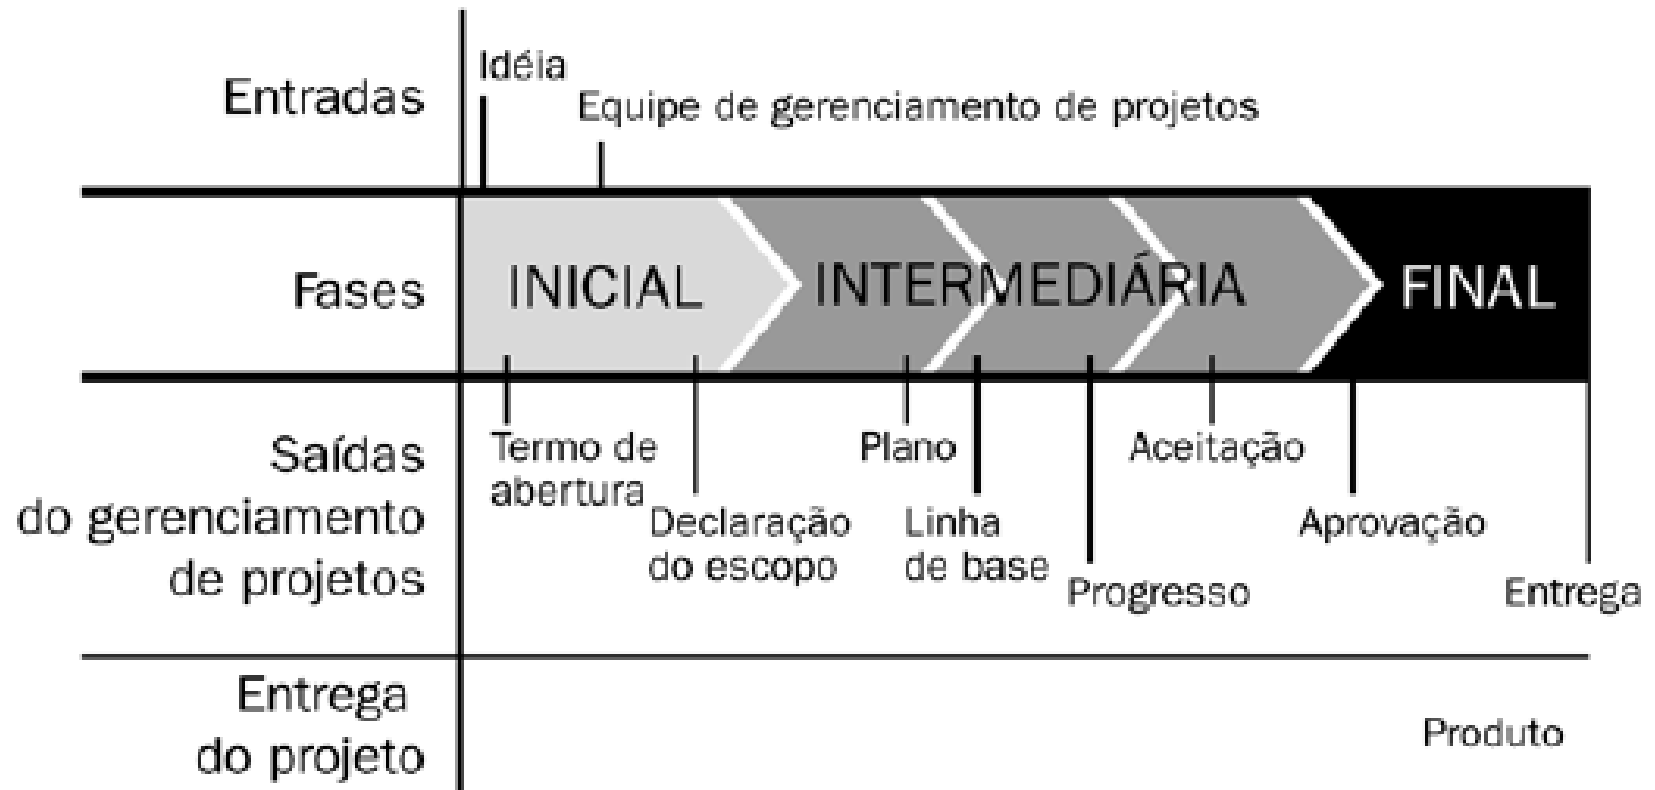 Idéia
Entradas
Equipe de gerenciamento de projetos
Fases
INICIAL
INTERMEDIÁRIA
FINAL
Saídas
do gerenciamento
de projetos
Termo de
abertura
Declaração
do escopo
Plano
Linha
de base
Progresso
Aceitação
Aprovação
Entrega
Entrega
do projeto
Produto